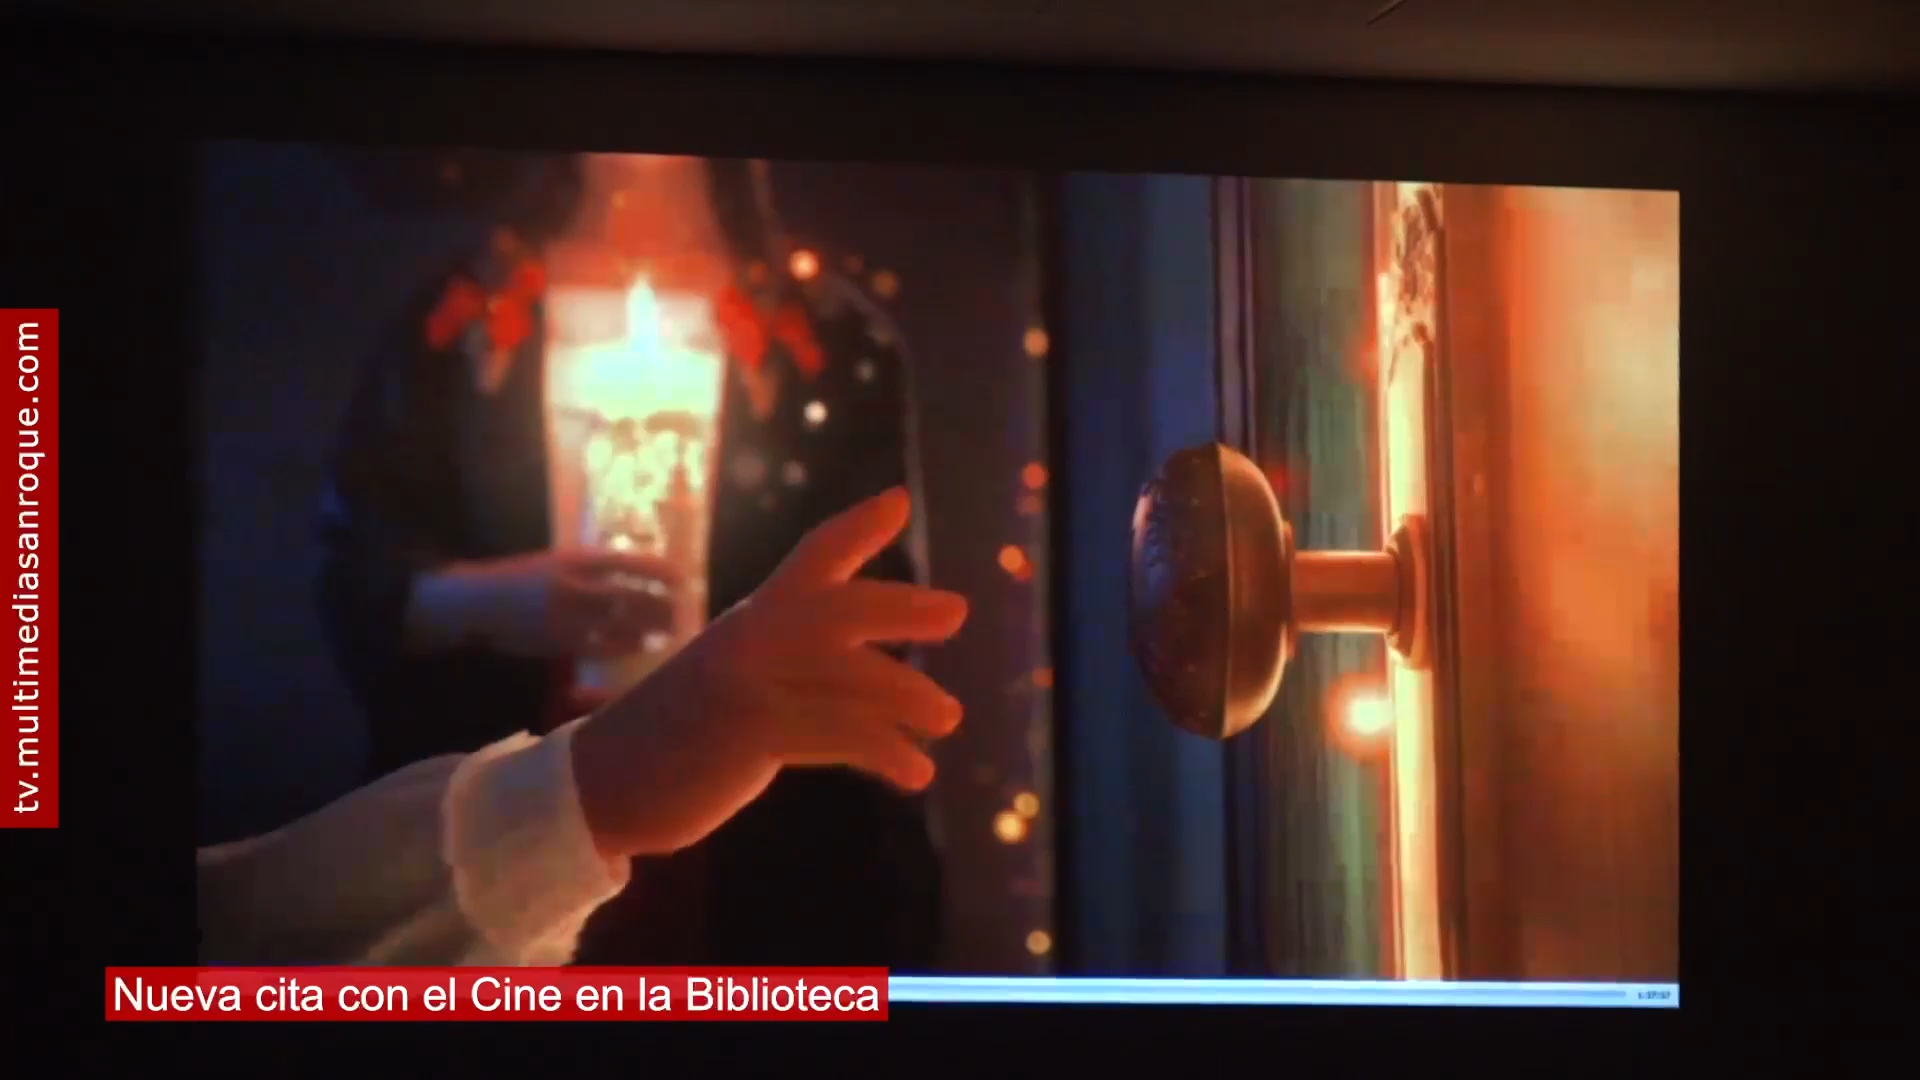 tv.multimediasanroque.com
Nueva cita con el Cine en la Biblioteca